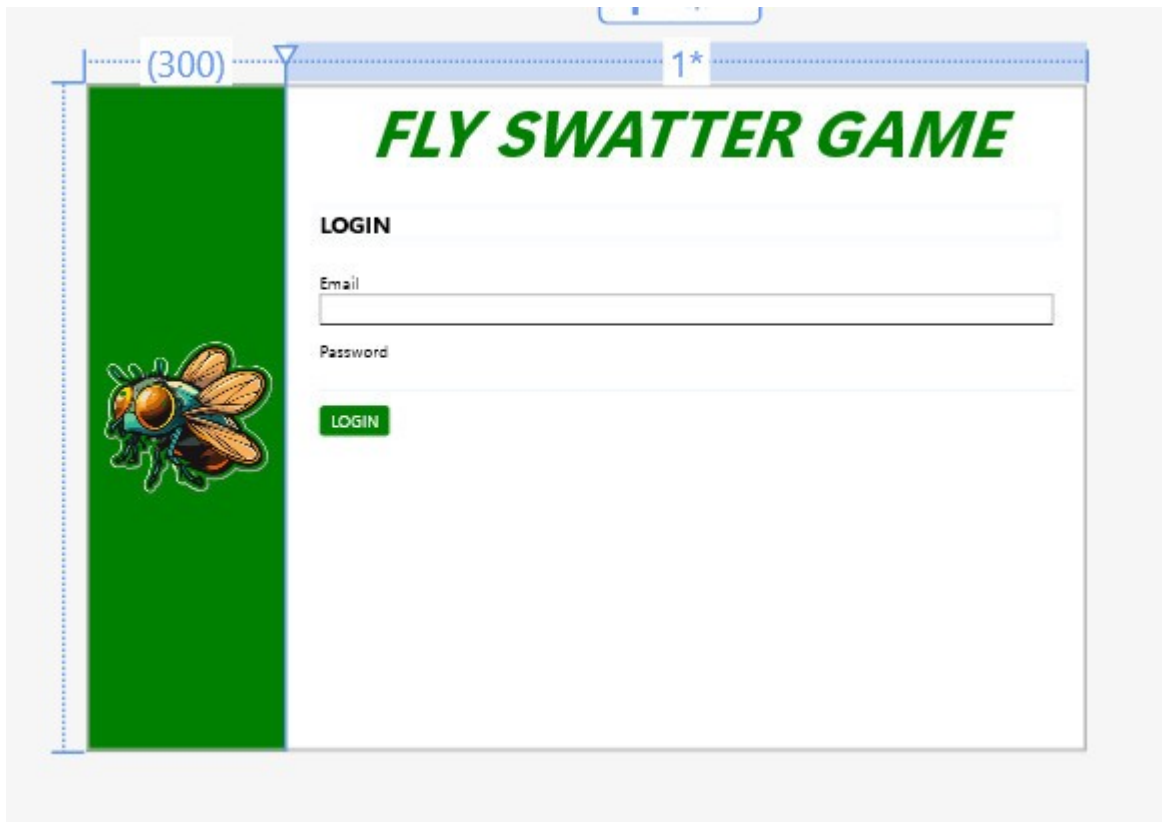 (300) 1*
FLY SWATTER GAME
LOGIN
Email
Password
LOGIN